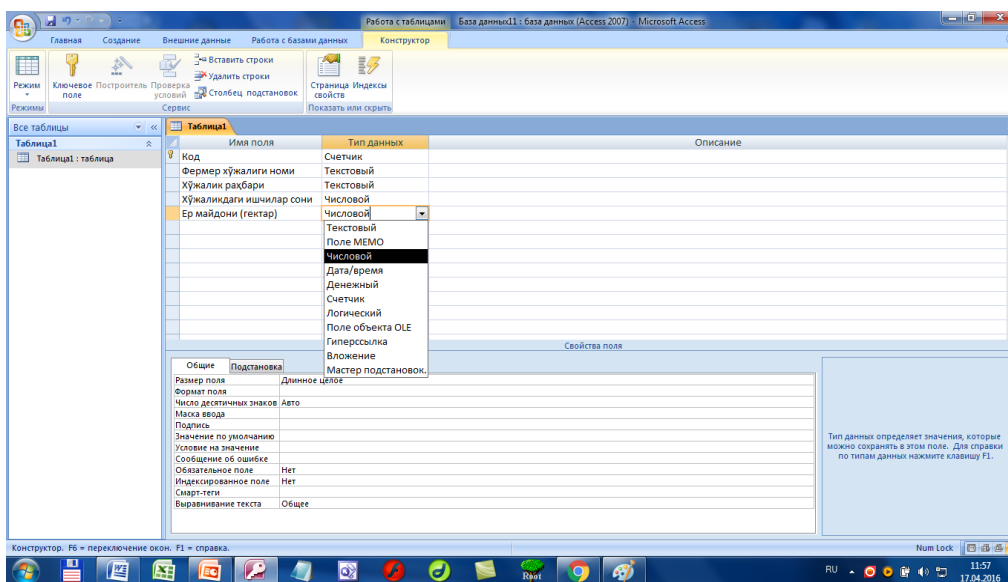 Работа с таблицами База данных11 : база данных (Access 2007) - Microsoft Access
Главная Создание Внешние данные Работа с базами данных Конструктор
Режим
Ключевое поле
Построитель
Проверка условий
Вставить строки
Удалить строки
Столбец подстановок
Страница свойств
Индексы
Режимы Сервис Показать или скрыть
Все таблицы
Таблица1
Таблица1 : таблица
Таблица1
Имя поля Тип данных Описание
Код Счетчик
Фермер хўжалиги номи Текстовый
Хўжалик раҳбари Текстовый
Хўжаликдаги ишчилар сони Числовой
Ер майдони (гектар) Числовой
Текстовый
Поле МЕМО
Числовой
Дата/время
Денежный
Счетчик
Логический
Поле объекта OLE
Гиперссылка
Вложение
Мастер подстановок.
Свойства поля
Общие Подстановка
Размер поля Длинное целое
Формат поля
Число десятичных знаков Авто
Маска ввода
Подпись
Значение по умолчанию
Условие на значение
Сообщение об ошибке
Обязательное поле Нет
Индексированное поле Нет
Смарт-теги
Выравнивание текста Общее
Тип данных определяет значения, которые
можно сохранять в этом поле. Для справки
по типам данных нажмите клавишу F1.
Конструктор. F6 = переключение окон. F1 = справка. Num Lock
Root
RU 11:57
17.04.2016